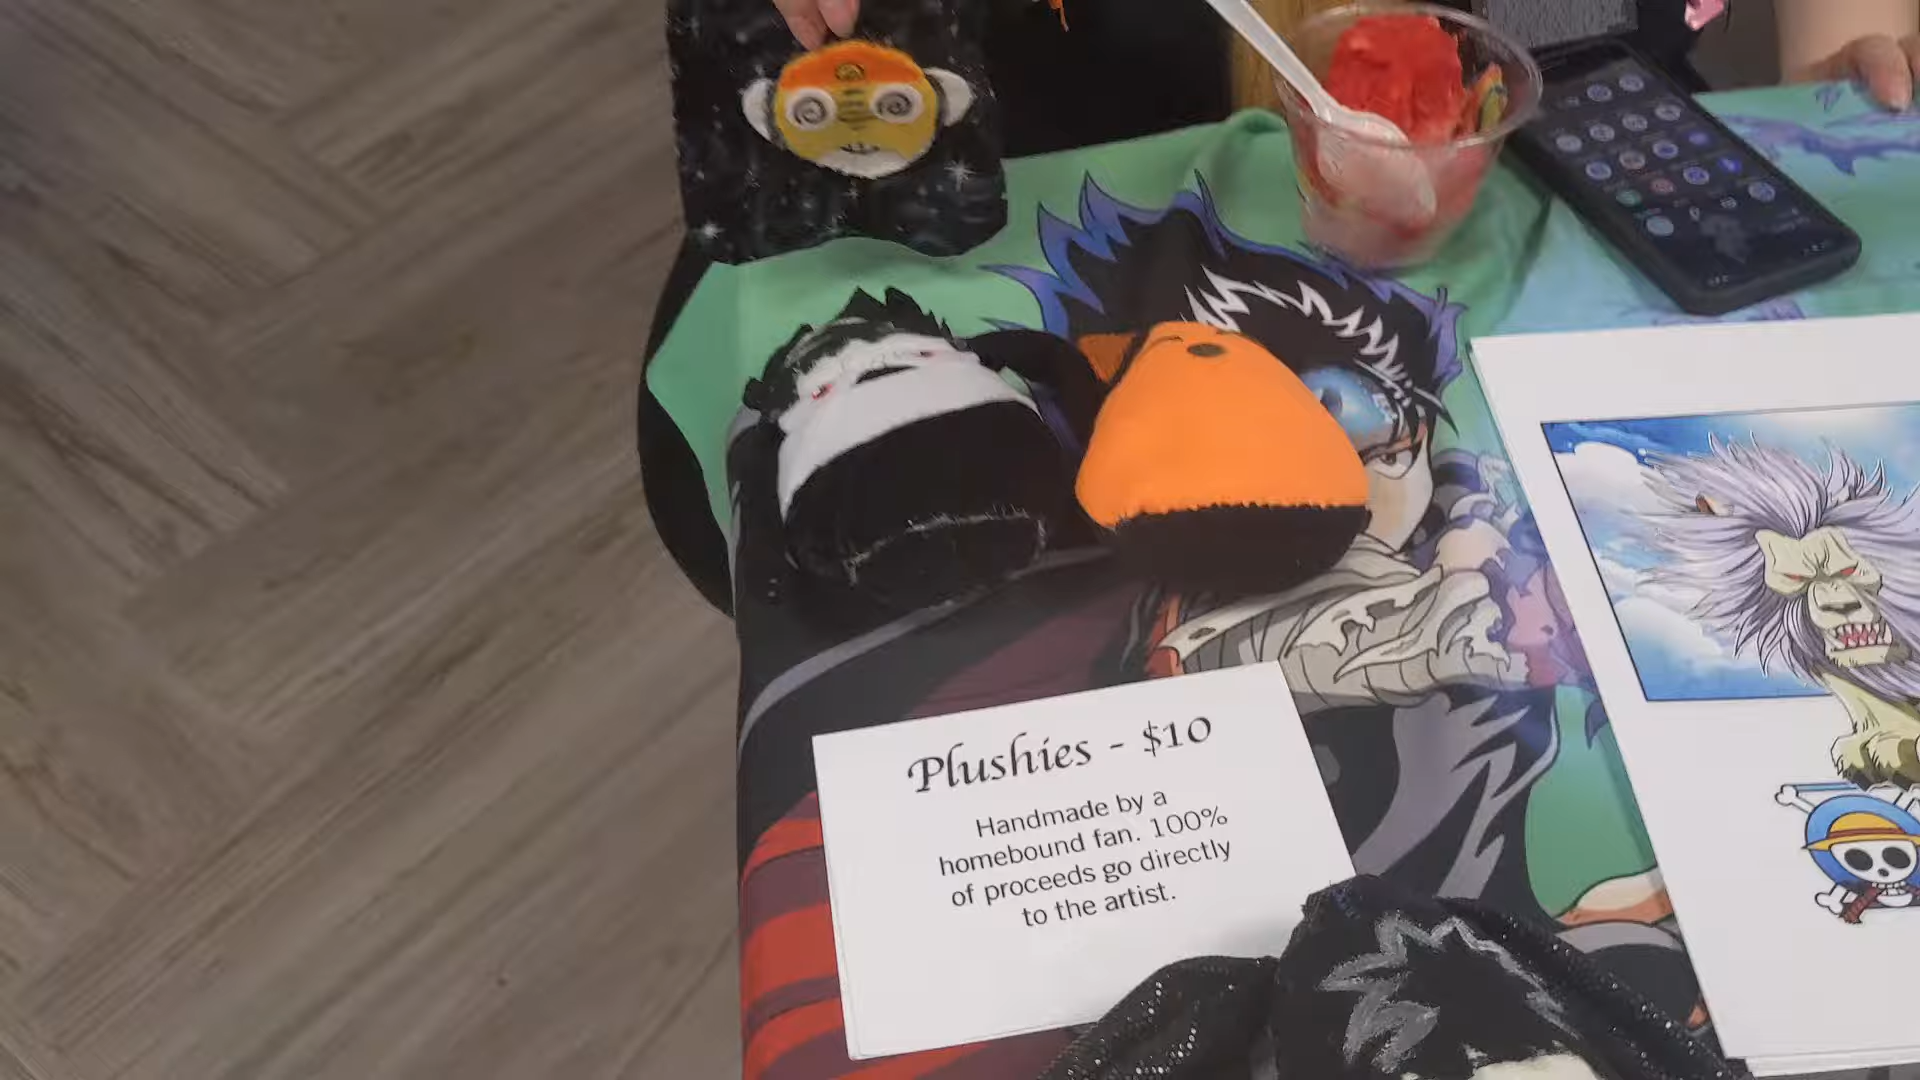 Plushies - $10
Handmade by a
homebound fan. 100%
of proceeds go directly
to the artist.